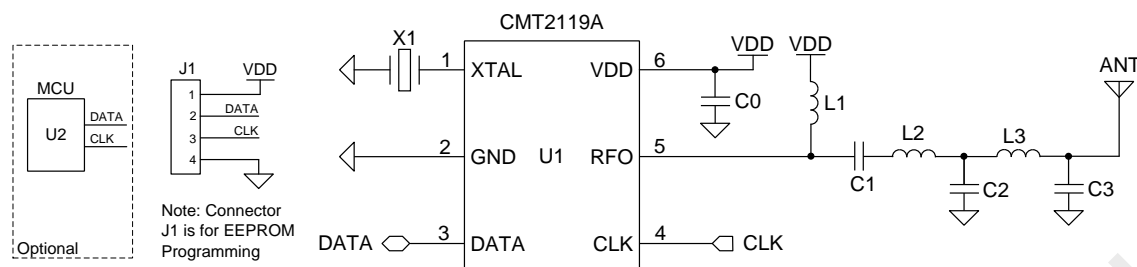 CMT2119A
MCU
U2
DATA
CLK
Optional
J1
1
2
3
4
VDD
DATA
CLK
Note: Connector
J1 is for EEPROM
Programming
X1
1
XTAL
2
GND
DATA
3
DATA
U1
VDD
6
RFO
5
CLK
4
CLK
VDD
C0
VDD
L1
C1
L2
C2
L3
C3
ANT